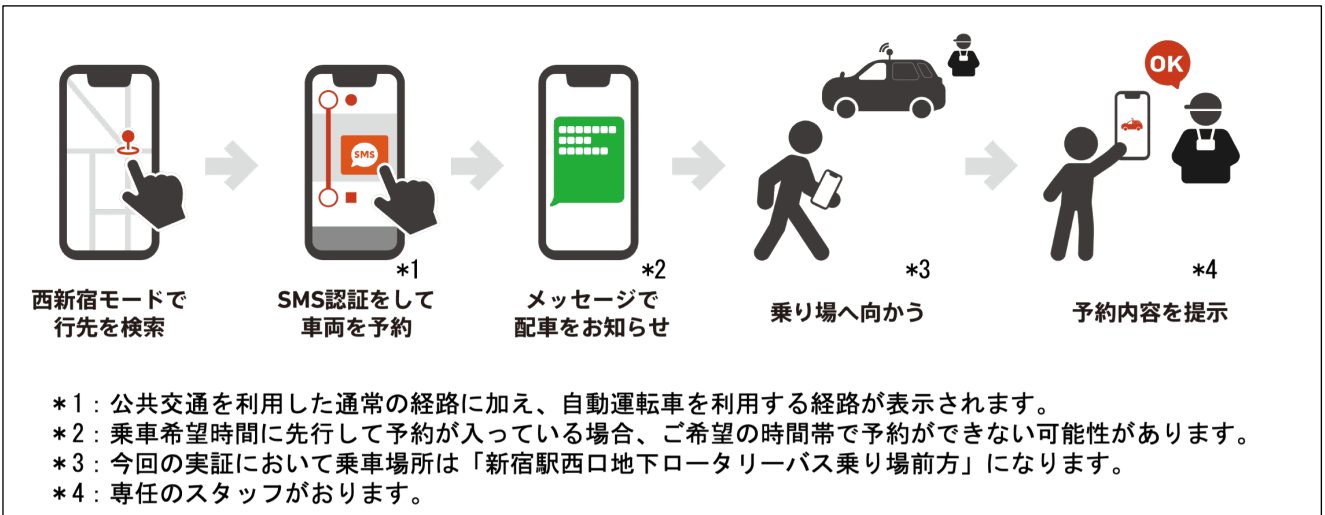 OK
SMS
*1
*2
*3
*4
西新宿モードで
行先を検索
SMS認証をして
車両を予約
メッセージで
配車をお知らせ
乗り場へ向かう
予約内容を提示
*1：公共交通を利用した通常の経路に加え、自動運転車を利用する経路が表示されます。
*2：乗車希望時間に先行して予約が入っている場合、ご希望の時間帯で予約ができない可能性があります。
*3：今回の実証において乗車場所は「新宿駅西口地下ロータリーバス乗り場前方」になります。
*4：専任のスタッフがおります。